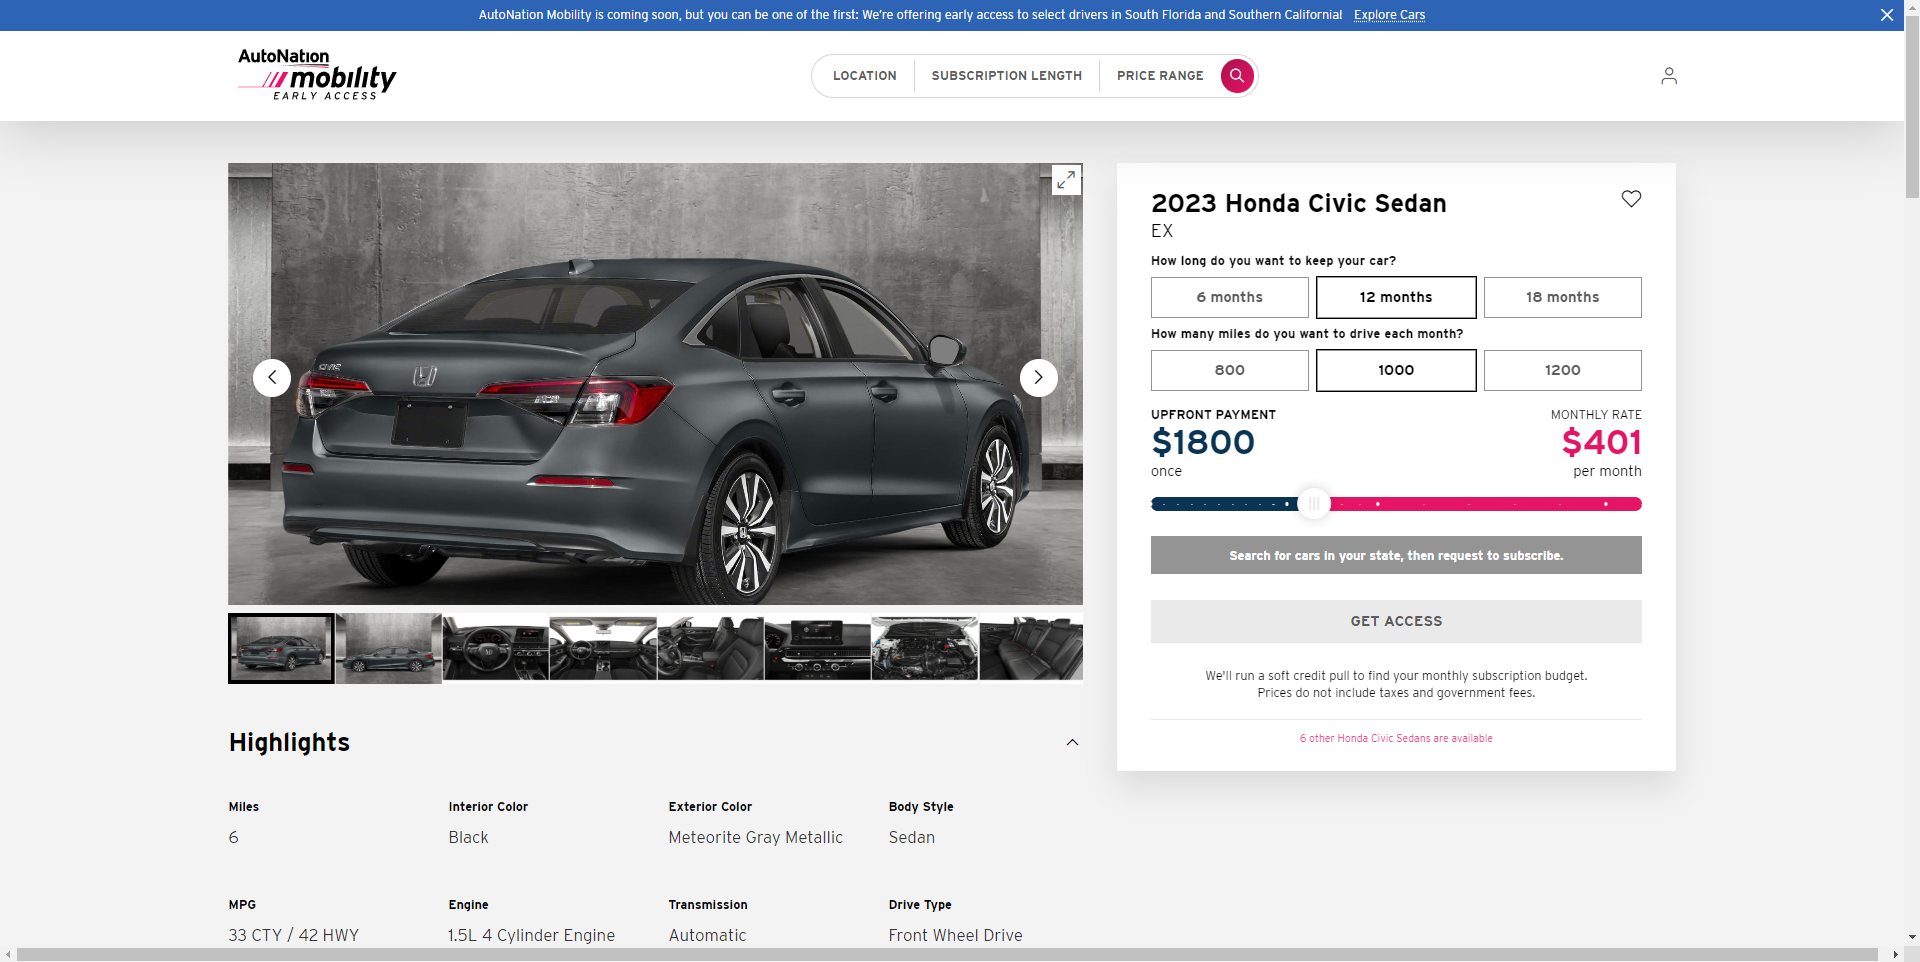 AutoNation Mobility is coming soon, but you can be one of the first: We're offering early access to select drivers in South Florida and Southern California! Explore Cars
AutoNation
mobility
EARLY ACCESS
LOCATION
SUBSCRIPTION LENGTH
PRICE RANGE
2023 Honda Civic Sedan
EX
How long do you want to keep your car?
6 months
12 months
18 months
How many miles do you want to drive each month?
800
1000
1200
UPFRONT PAYMENT
$1800
once
MONTHLY RATE
$401
per month
Search for cars in your state, then request to subscribe.
GET ACCESS
We'll run a soft credit pull to find your monthly subscription budget.
Prices do not include taxes and government fees.
6 other Honda Civic Sedans are available
CIVIC
Highlights
Miles
6
Interior Color
Black
Exterior Color
Meteorite Gray Metallic
Body Style
Sedan
MPG
33 CTY / 42 HWY
Engine
1.5L 4 Cylinder Engine
Transmission
Automatic
Drive Type
Front Wheel Drive